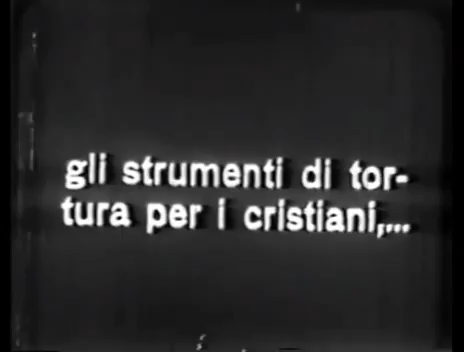 gli strumenti di tor-
tura per i cristiani,...